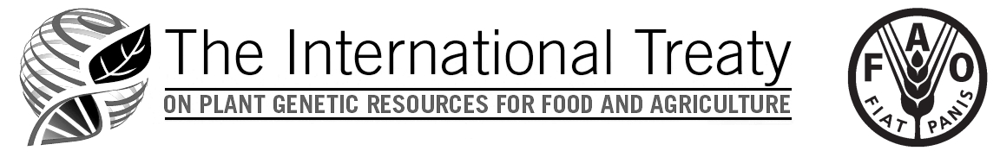 The International Treaty
ON PLANT GENETIC RESOURCES FOR FOOD AND AGRICULTURE
F A O
FIAT PANIS